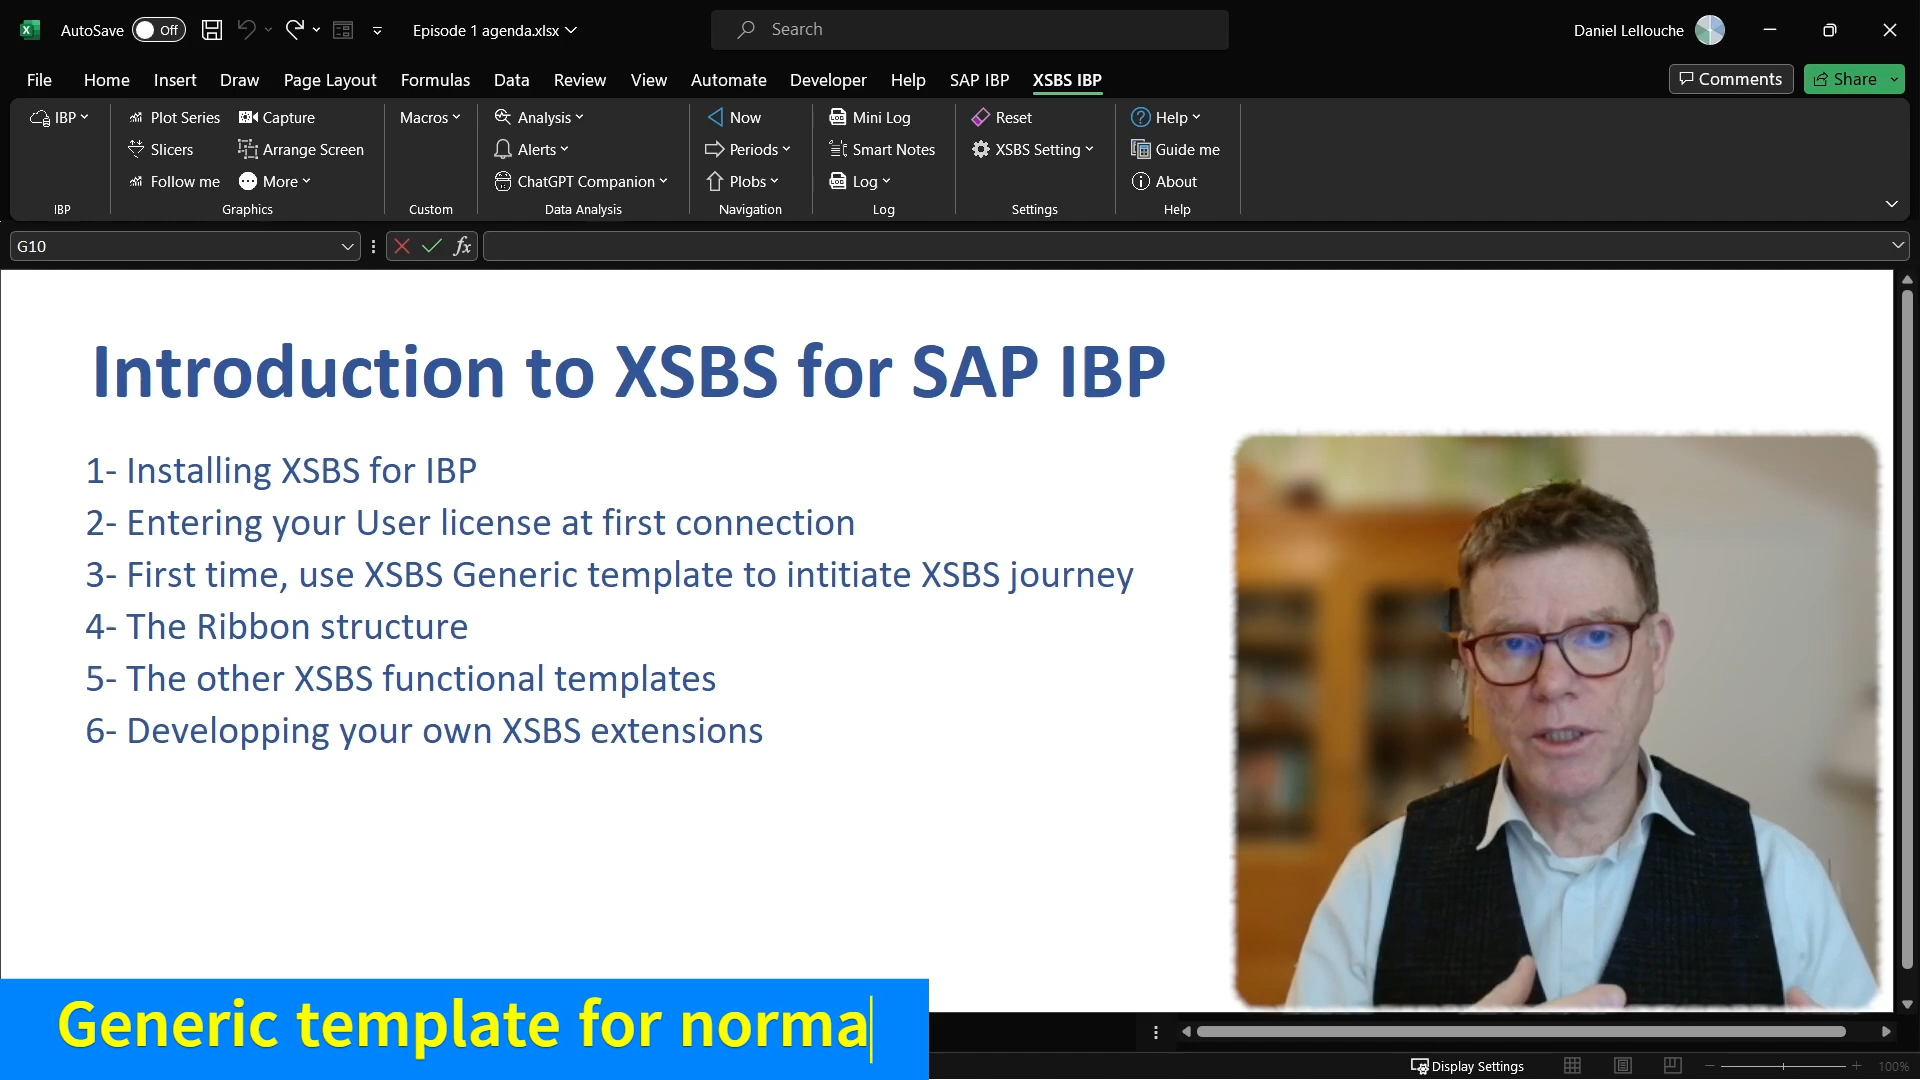 AutoSave Off Episode 1 agenda.xlsx Search Daniel Lellouche
File Home Insert Draw Page Layout Formulas Data Review View Automate Developer Help SAP IBP XSBS IBP Comments Share
IBP Plot Series Capture Macros Analysis Now Mini Log Reset Help
Slicers Arrange Screen Alerts Periods Smart Notes XSBS Setting Guide me
Follow me More ChatGPT Companion Plobs Log About
IBP Graphics Custom Data Analysis Navigation Log Settings Help
G10 fx
Introduction to XSBS for SAP IBP
1- Installing XSBS for IBP
2- Entering your User license at first connection
3- First time, use XSBS Generic template to intitiate XSBS journey
4- The Ribbon structure
5- The other XSBS functional templates
6- Developping your own XSBS extensions
Generic template for norma
Display Settings 100%